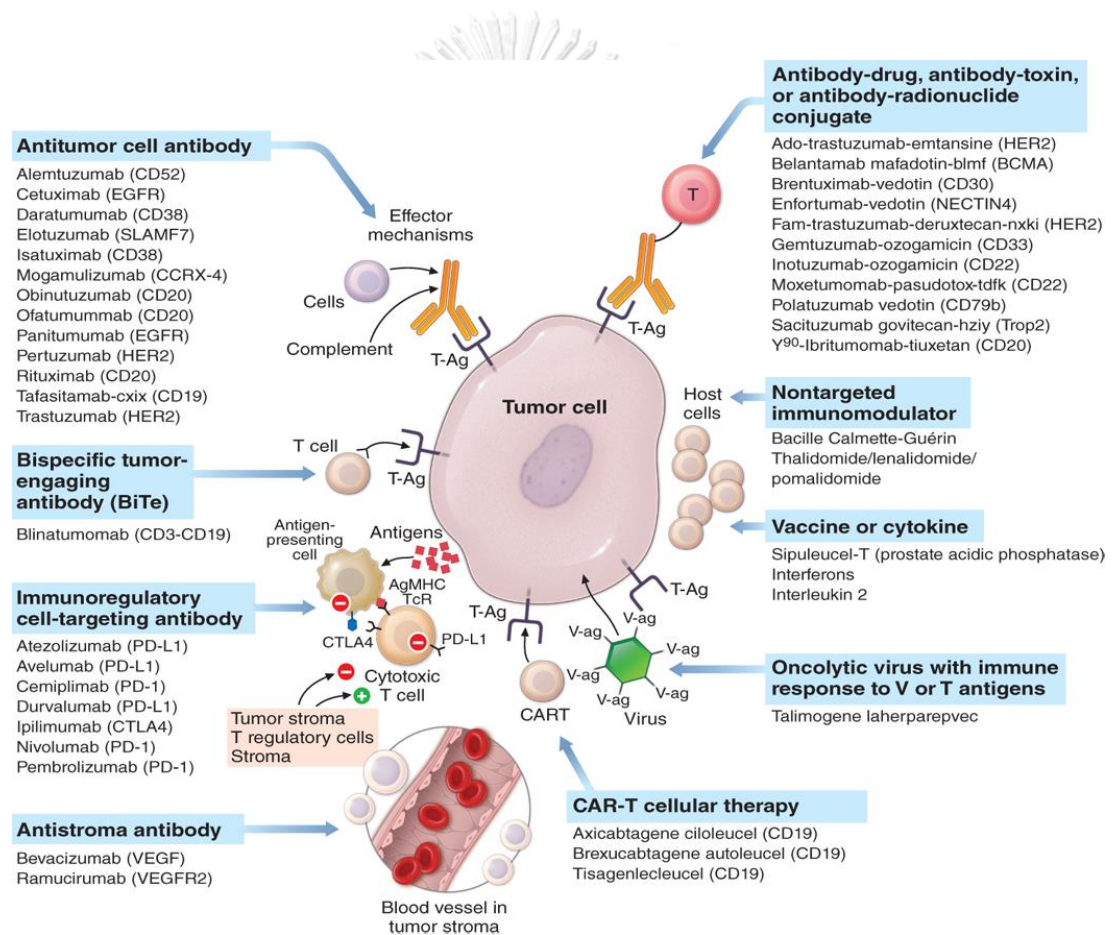 Antitumor cell antibody
Alemtuzumab (CD52)
Cetuximab (EGFR)
Daratumumab (CD38)
Elotuzumab (SLAMF7)
Isatuximab (CD38)
Mogamulizumab (CCRX-4)
Obinutuzumab (CD20)
Ofatumummab (CD20)
Panitumumab (EGFR)
Pertuzumab (HER2)
Rituximab (CD20)
Tafasitamab-cxix (CD19)
Trastuzumab (HER2)
Bispecific tumor-
engaging
antibody (BiTe)
Blinatumomab (CD3-CD19)
Immunoregulatory
cell-targeting antibody
Atezolizumab (PD-L1)
Avelumab (PD-L1)
Cemiplimab (PD-1)
Durvalumab (PD-L1)
Ipilimumab (CTLA4)
Nivolumab (PD-1)
Pembrolizumab (PD-1)
Antistroma antibody
Bevacizumab (VEGF)
Ramucirumab (VEGFR2)
Effector
mechanisms
Cells
Complement
T-Ag
T cell
T-Ag
Antigen-
presenting
cell
Antigens
AgMHC
TcR
CTLA4
PD-L1
Cytotoxic
T cell
Tumor stroma
T regulatory cells
Stroma
Blood vessel in
tumor stroma
Tumor cell
T
T-Ag
Host
cells
T-Ag
T-Ag
CART
V-ag
V-ag
V-ag
V-ag
V-ag
V-ag
Virus
Antibody-drug, antibody-toxin,
or antibody-radionuclide
conjugate
Ado-trastuzumab-emtansine (HER2)
Belantamab mafadotin-blmf (BCMA)
Brentuximab-vedotin (CD30)
Enfortumab-vedotin (NECTIN4)
Fam-trastuzumab-deruxtecan-nxki (HER2)
Gemtuzumab-ozogamicin (CD33)
Inotuzumab-ozogamicin (CD22)
Moxetumomab-pasudotox-tdfk (CD22)
Polatuzumab vedotin (CD79b)
Sacituzumab govitecan-hziy (Trop2)
Y90-Ibritumomab-tiuxetan (CD20)
Nontargeted
immunomodulator
Bacille Calmette-Guérin
Thalidomide/lenalidomide/
pomalidomide
Vaccine or cytokine
Sipuleucel-T (prostate acidic phosphatase)
Interferons
Interleukin 2
Oncolytic virus with immune
response to V or T antigens
Talimogene laherparepvec
CAR-T cellular therapy
Axicabtagene ciloleucel (CD19)
Brexucabtagene autoleucel (CD19)
Tisagenlecleucel (CD19)